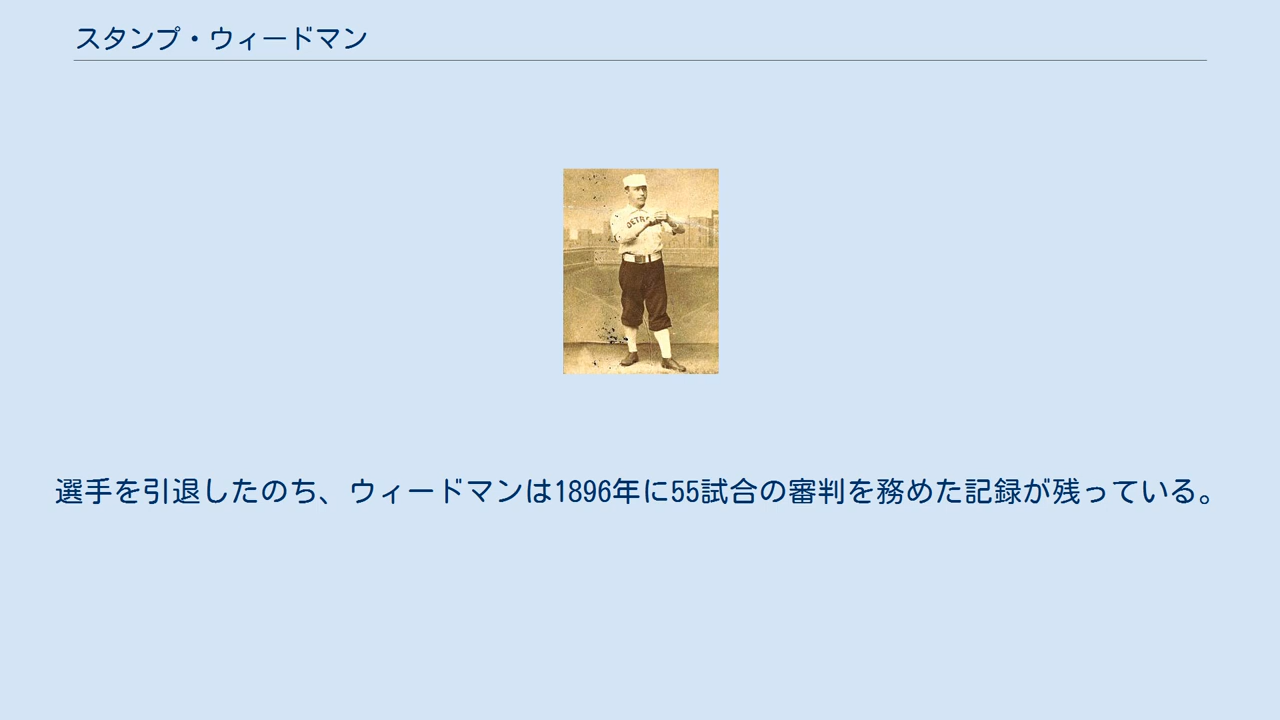 スタンプ・ウィードマン
選手を引退したのち、ウィードマンは1896年に55試合の審判を務めた記録が残っている。